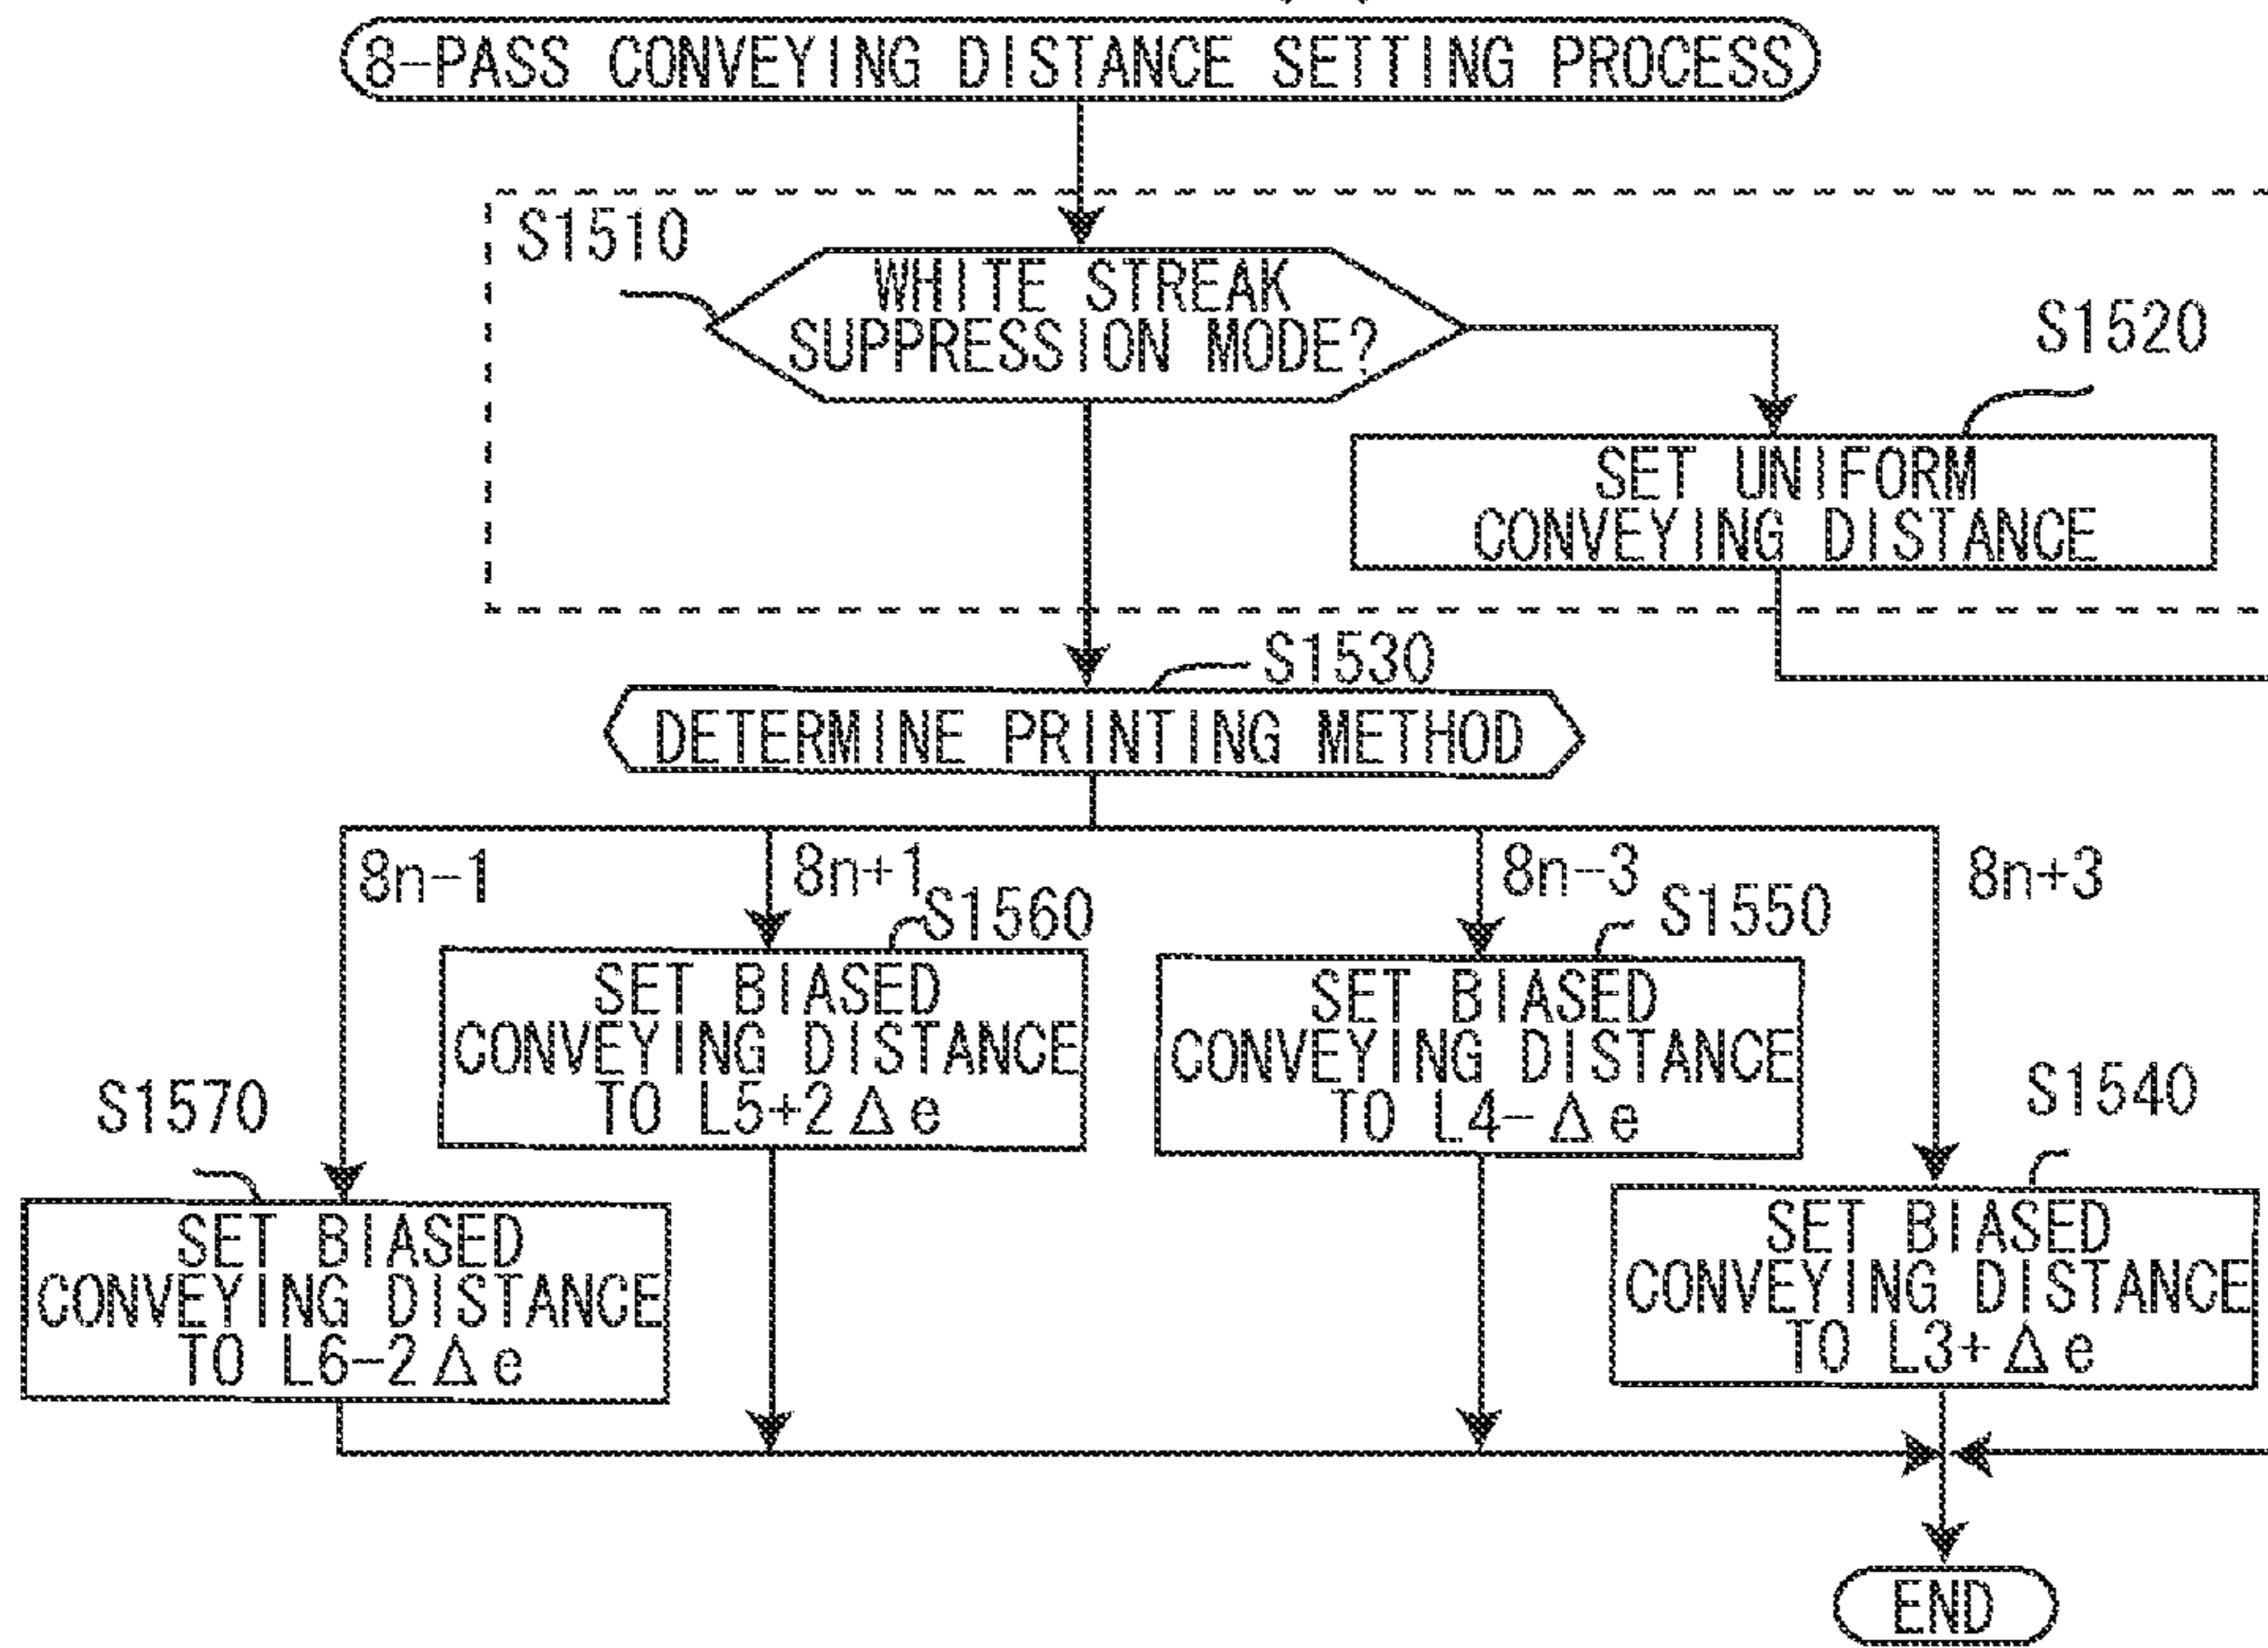 8-PASS CONVEYING DISTANCE SETTING PROCESS
S1510
WHITE STREAK
SUPPRESSION MODE?
S1520
SET UNIFORM
CONVEYING DISTANCE
S1530
DETERMINE PRINTING METHOD
8n-1
8n+1
8n-3
8n+3
S1560
SET BIASED
CONVEYING DISTANCE
TO L5+2Δe
S1550
SET BIASED
CONVEYING DISTANCE
TO L4-Δe
S1570
SET BIASED
CONVEYING DISTANCE
TO L6-2Δe
S1540
SET BIASED
CONVEYING DISTANCE
TO L3+Δe
END